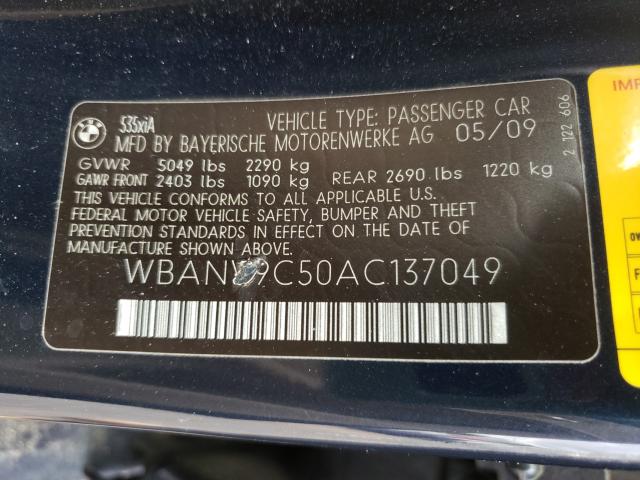 BMW
535xiA
VEHICLE TYPE: PASSENGER CAR
MFD BY BAYERISCHE MOTORENWERKE AG 05/09
GVWR 5049 lbs 2290 kg
GAWR FRONT 2403 lbs 1090 kg REAR 2690 lbs 1220 kg
THIS VEHICLE CONFORMS TO ALL APPLICABLE U.S.
FEDERAL MOTOR VEHICLE SAFETY, BUMPER AND THEFT
PREVENTION STANDARDS IN EFFECT ON THE DATE OF
MANUFACTURE SHOWN ABOVE.
2 122 606